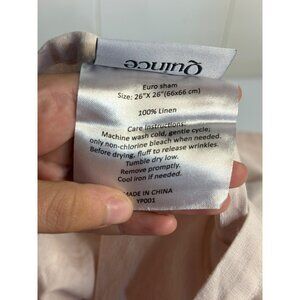 Quince
Euro sham
Size: 26"X 26"(66x66 cm)
100% Linen
Care Instructions:
Machine wash cold, gentle cycle;
only non-chlorine bleach when needed.
Before drying, fluff to release wrinkles.
Tumble dry low.
Remove promptly.
Cool iron if needed.
MADE IN CHINA
YP001